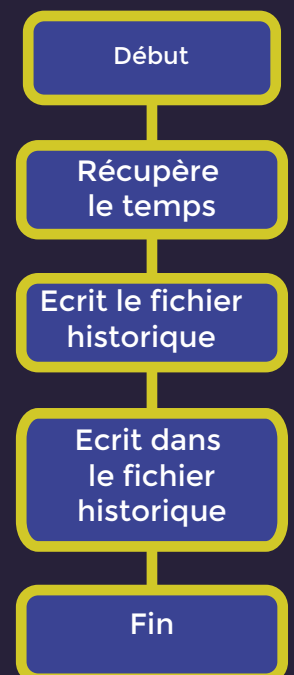 Début
Récupère
le temps
Ecrit le fichier
historique
Ecrit dans
le fichier
historique
Fin